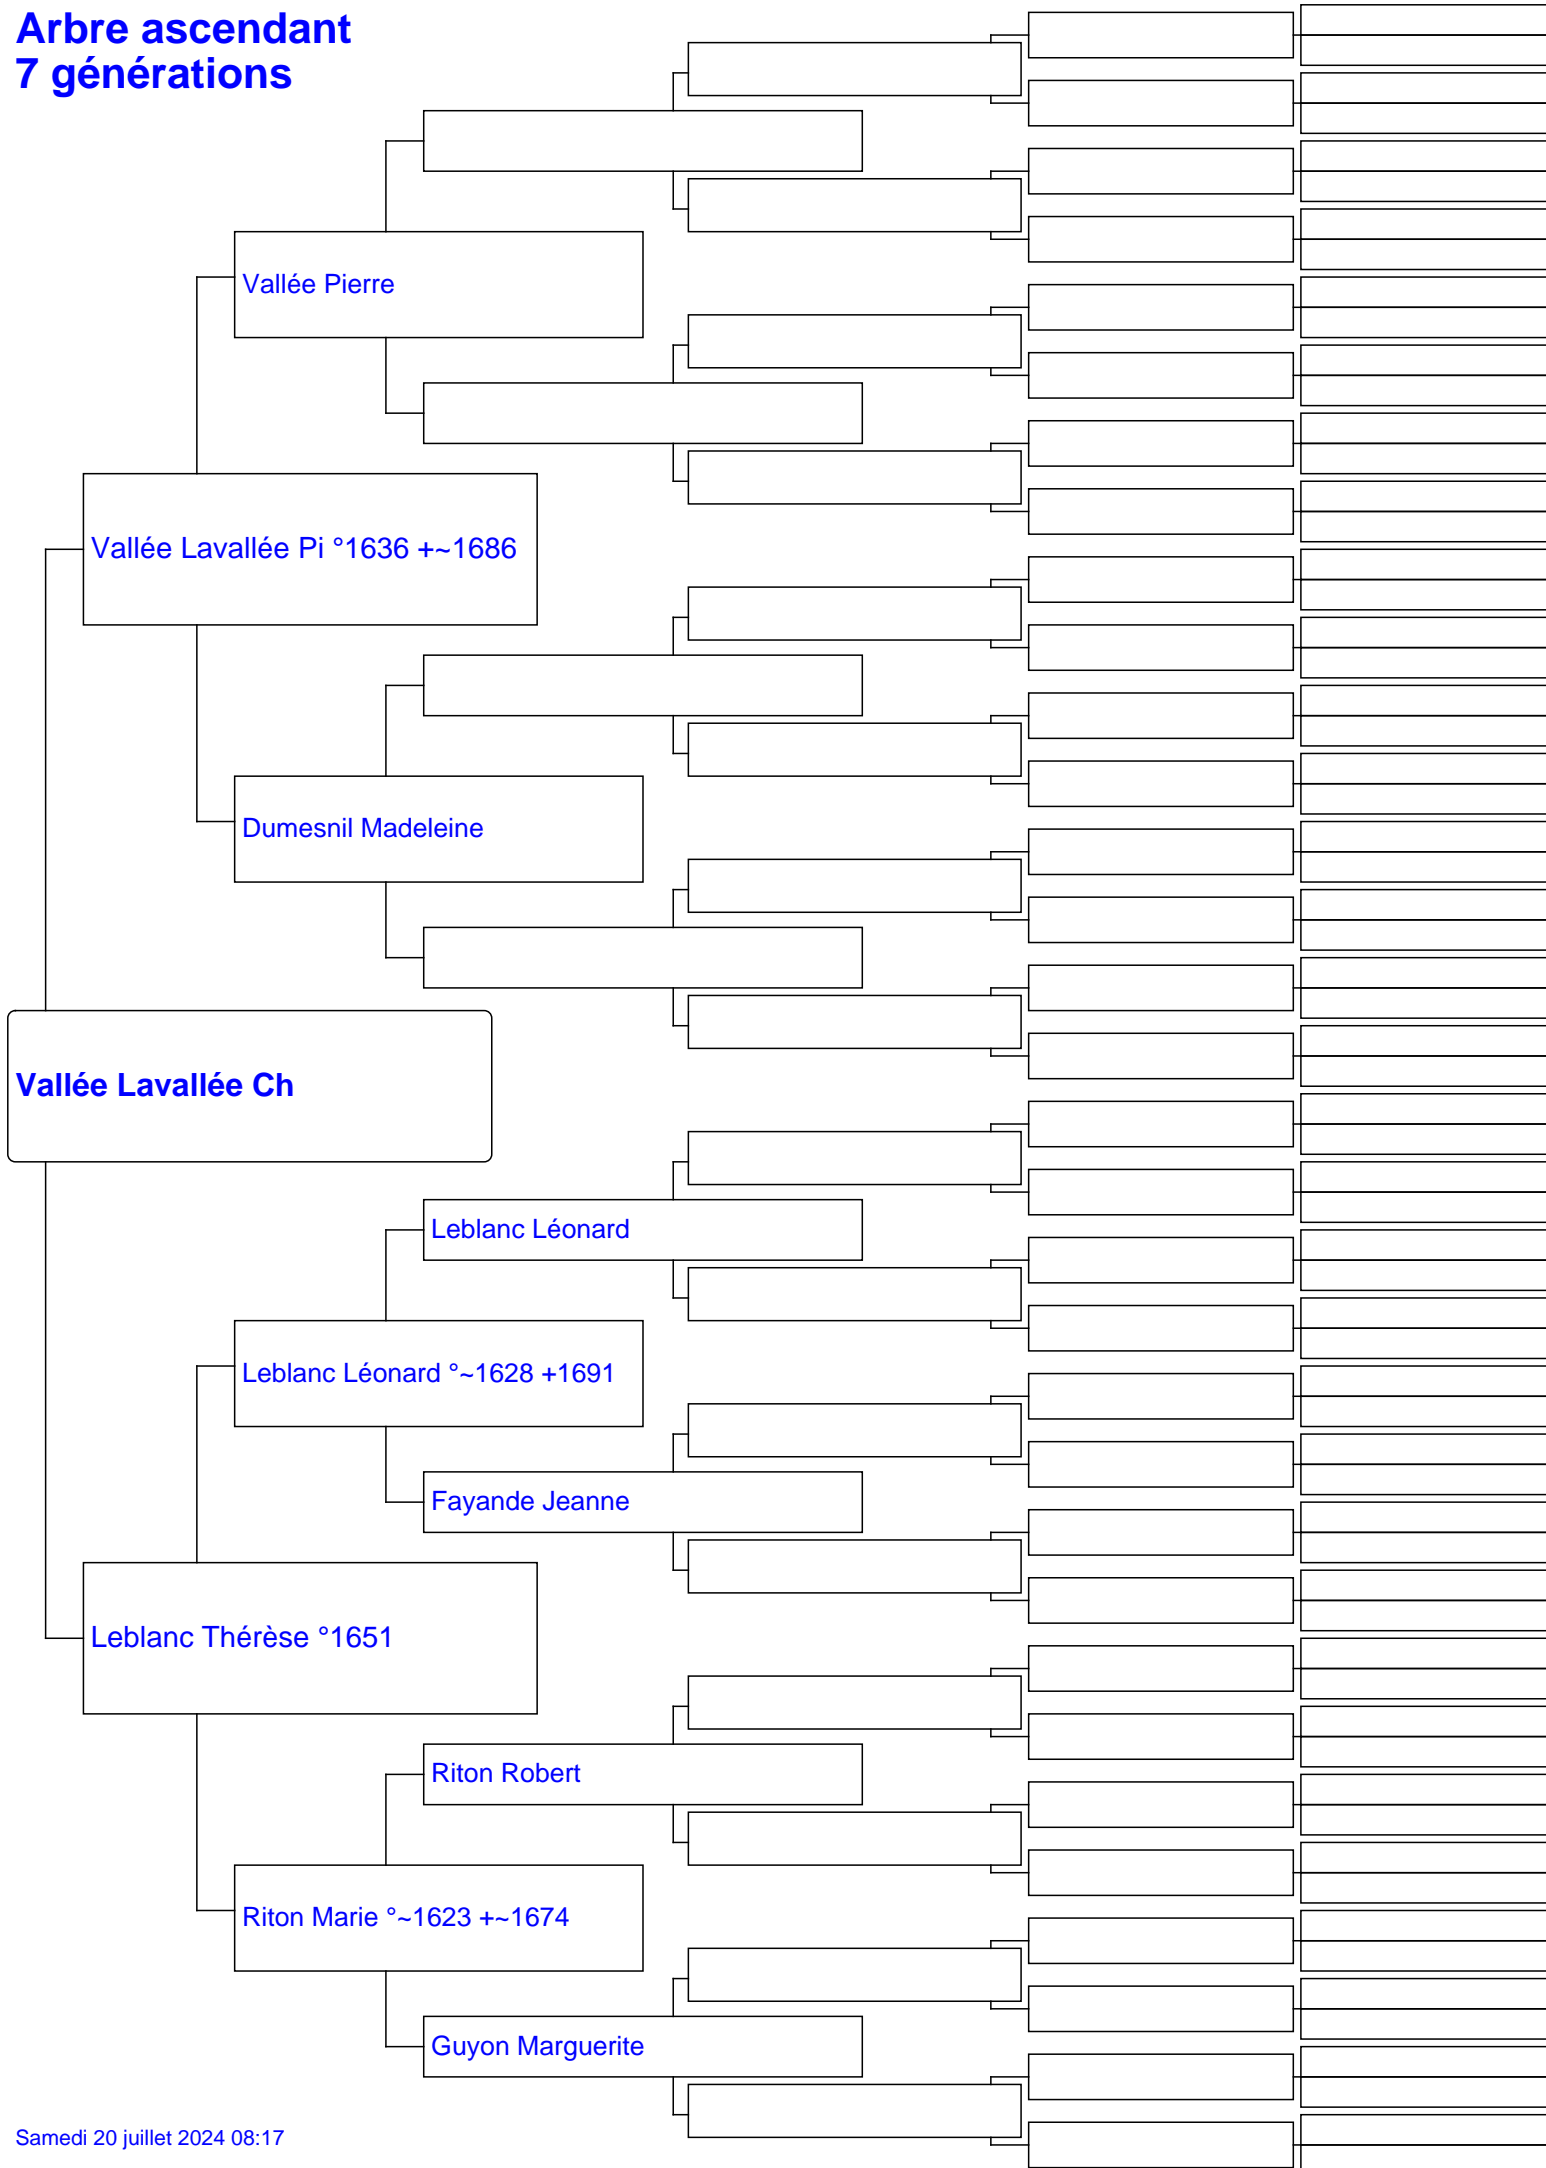 Arbre ascendant
7 générations
Vallée Pierre
Vallée Lavallée Pi °1636 +~1686
Dumesnil Madeleine
Vallée Lavallée Ch
Leblanc Léonard
Leblanc Léonard °~1628 +1691
Fayande Jeanne
Leblanc Thérèse °1651
Riton Robert
Riton Marie °~1623 +~1674
Guyon Marguerite
Samedi 20 juillet 2024 08:17